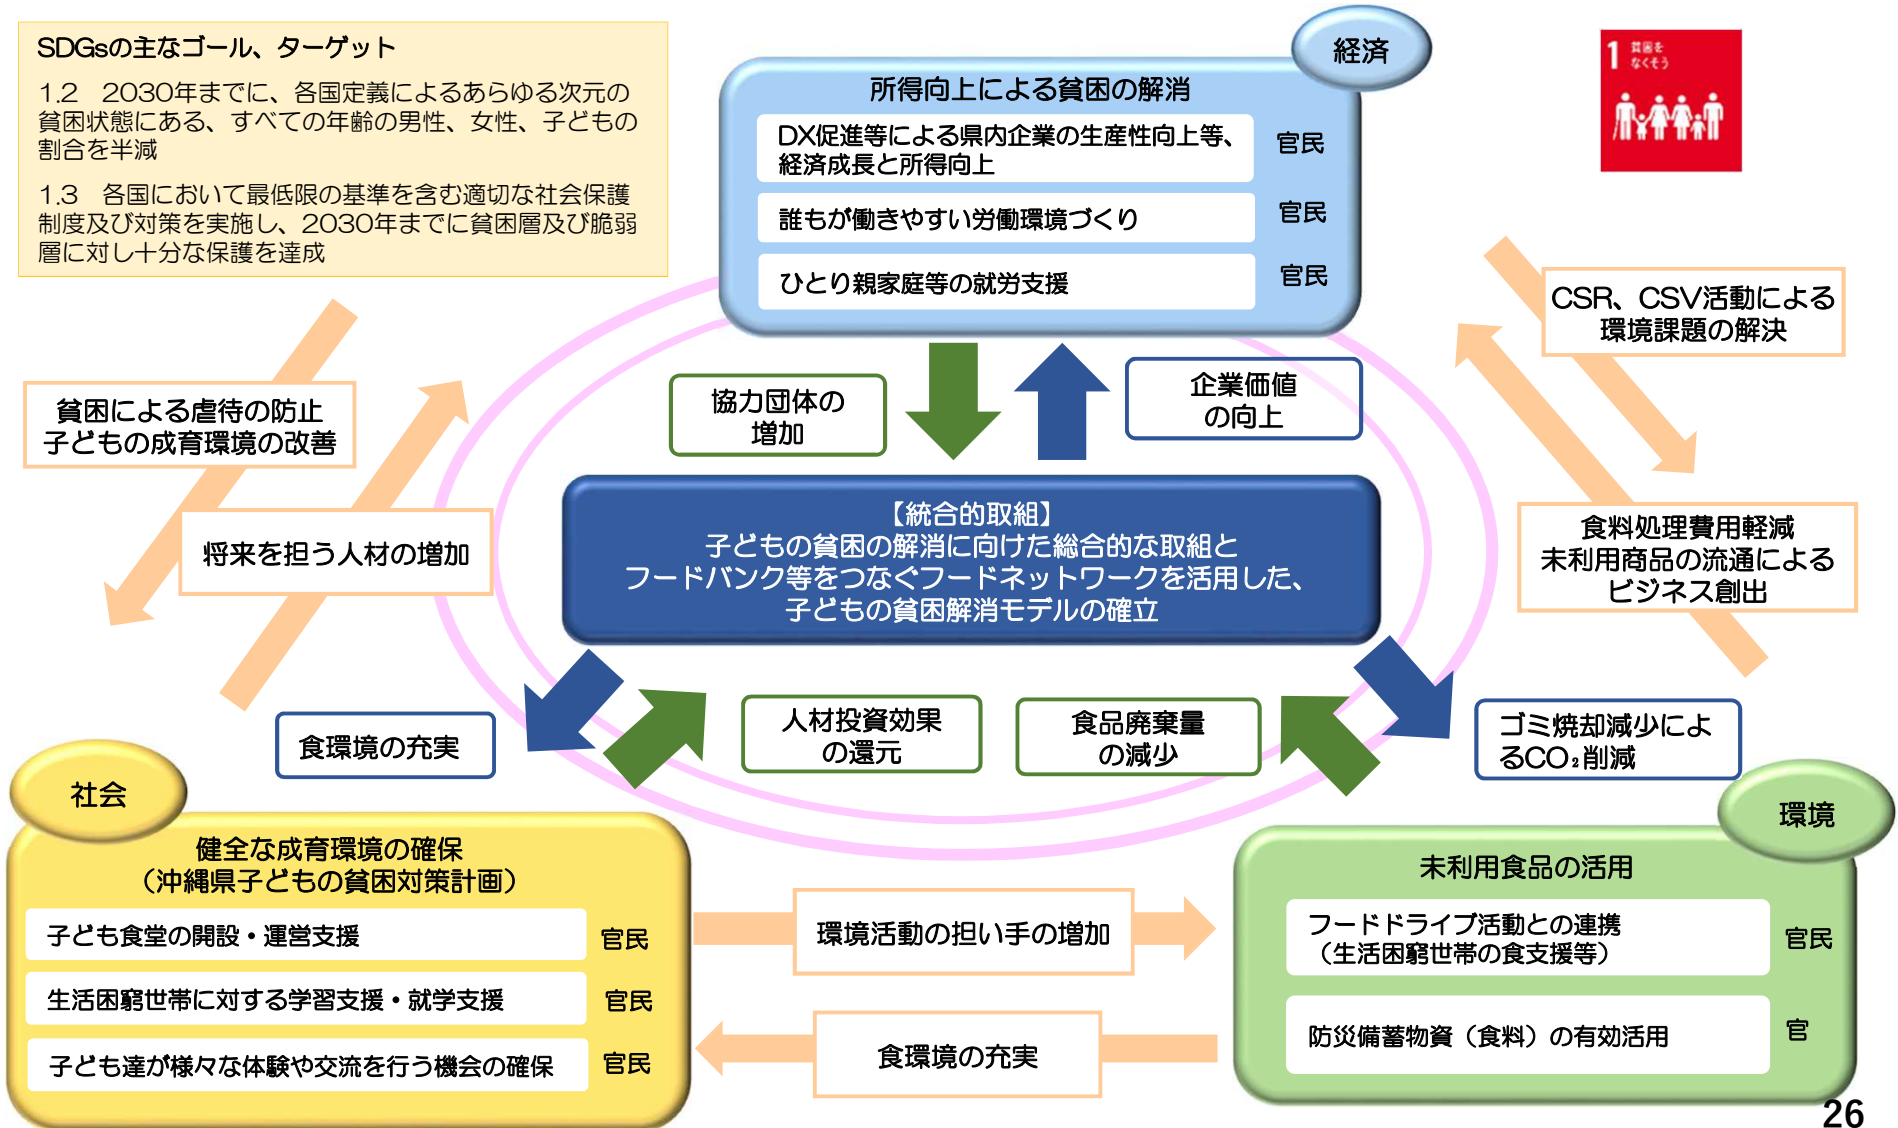 SDGsの主なゴール、ターゲット
1.2　2030年までに、各国定義によるあらゆる次元の
貧困状態にある、すべての年齢の男性、女性、子どもの
割合を半減
1.3　各国において最低限の基準を含む適切な社会保護
制度及び対策を実施し、2030年までに貧困層及び脆弱
層に対し十分な保護を達成
経済
所得向上による貧困の解消
DX促進等による県内企業の生産性向上等、
経済成長と所得向上
官民
誰もが働きやすい労働環境づくり
官民
ひとり親家庭等の就労支援
官民
1 貧困を
なくそう
CSR、CSV活動による
環境課題の解決
貧困による虐待の防止
子どもの成育環境の改善
将来を担う人材の増加
協力団体の
増加
企業価値
の向上
【統合的取組】
子どもの貧困の解消に向けた総合的な取組と
フードバンク等をつなぐフードネットワークを活用した、
子どもの貧困解消モデルの確立
食料処理費用軽減
未利用商品の流通による
ビジネス創出
食環境の充実
人材投資効果
の還元
食品廃棄量
の減少
ゴミ焼却減少によ
るCO₂削減
社会
健全な成育環境の確保
（沖縄県子どもの貧困対策計画）
子ども食堂の開設・運営支援
官民
生活困窮世帯に対する学習支援・就学支援
官民
子ども達が様々な体験や交流を行う機会の確保
官民
環境活動の担い手の増加
食環境の充実
環境
未利用食品の活用
フードドライブ活動との連携
（生活困窮世帯の食支援等）
官民
防災備蓄物資（食料）の有効活用
官
26